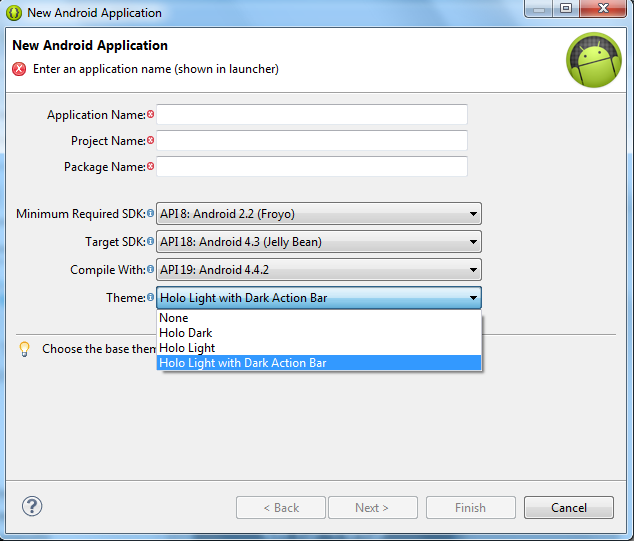 New Android Application
New Android Application
Enter an application name (shown in launcher)
Application Name:
Project Name:
Package Name:
Minimum Required SDK: API 8: Android 2.2 (Froyo)
Target SDK: API 18: Android 4.3 (Jelly Bean)
Compile With: API 19: Android 4.4.2
Theme: Holo Light with Dark Action Bar
None
Holo Dark
Holo Light
Holo Light with Dark Action Bar
Choose the base them
? < Back Next > Finish Cancel